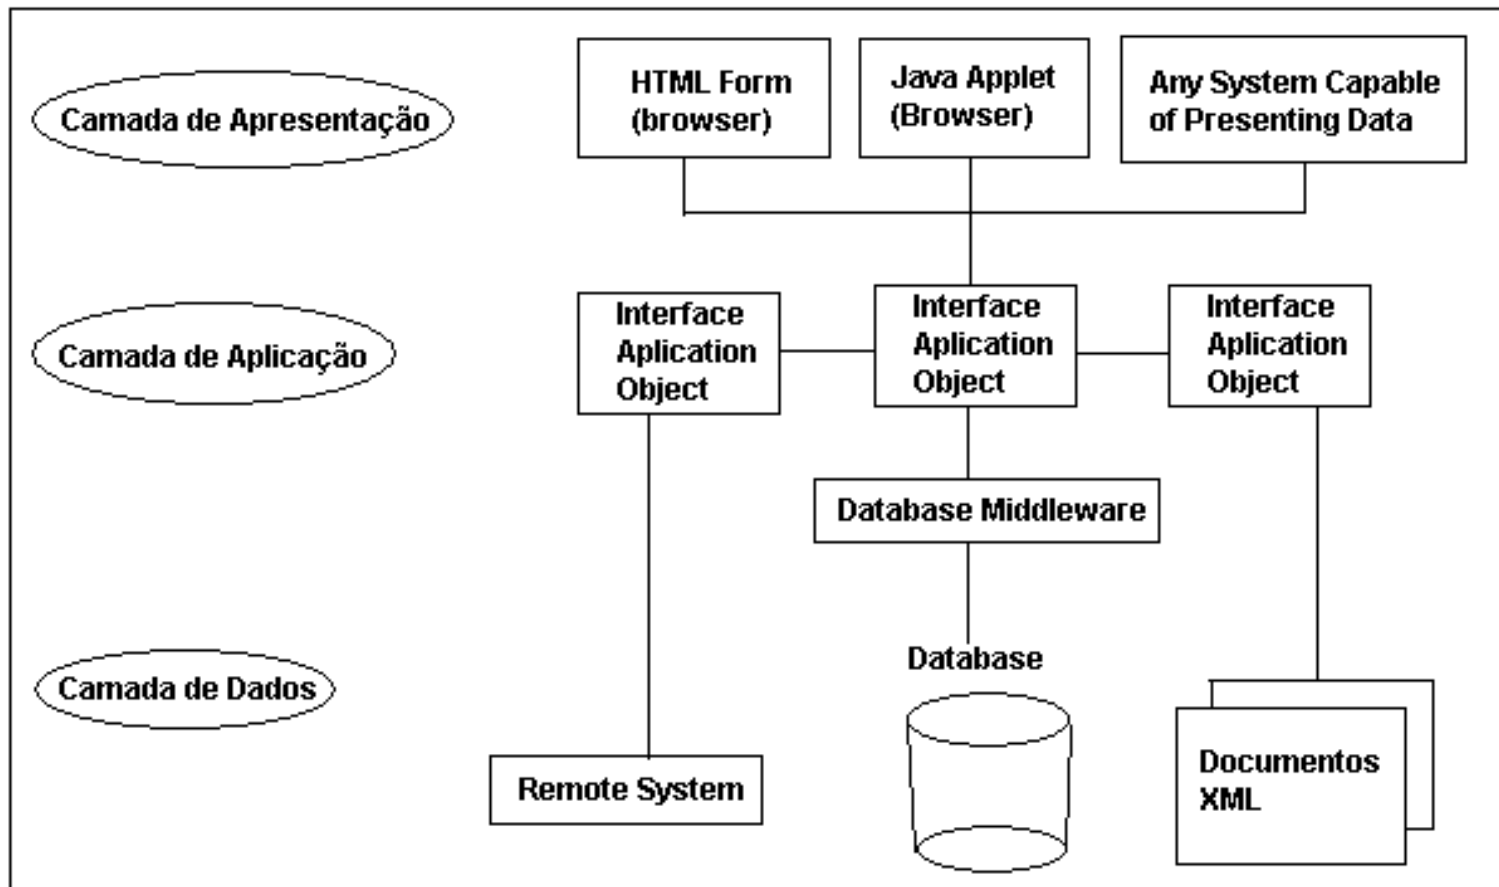 Camada de Apresentação
HTML Form
(browser)
Java Applet
(Browser)
Any System Capable
of Presenting Data
Camada de Aplicação
Interface
Aplication
Object
Interface
Aplication
Object
Interface
Aplication
Object
Database Middleware
Camada de Dados
Database
Remote System
Documentos
XML